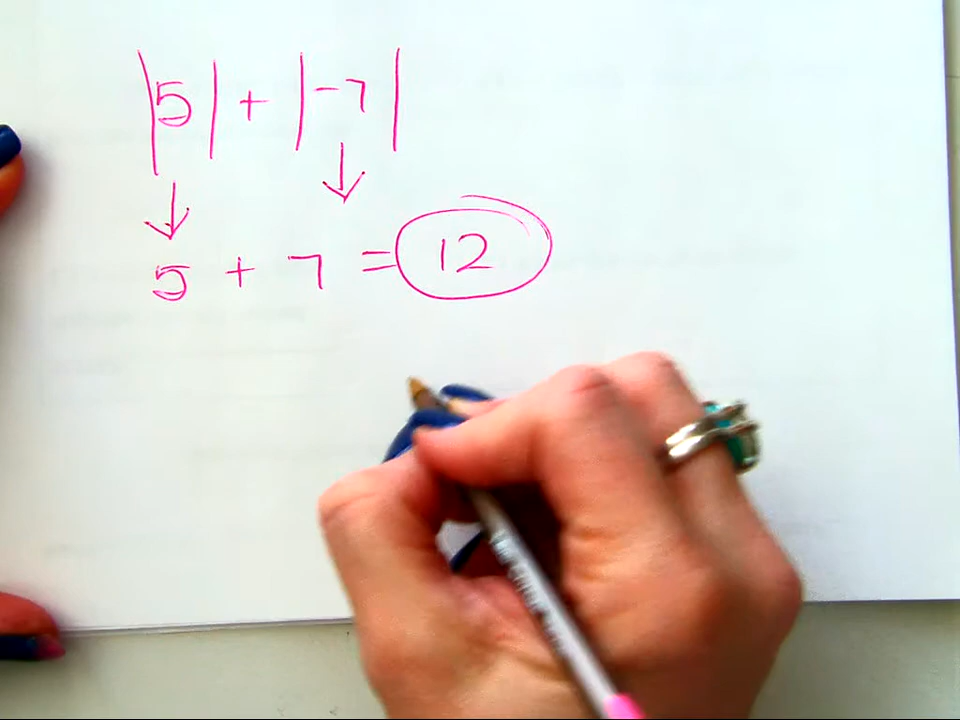 |5| + |-7|
↓ ↓
5 + 7 = 12